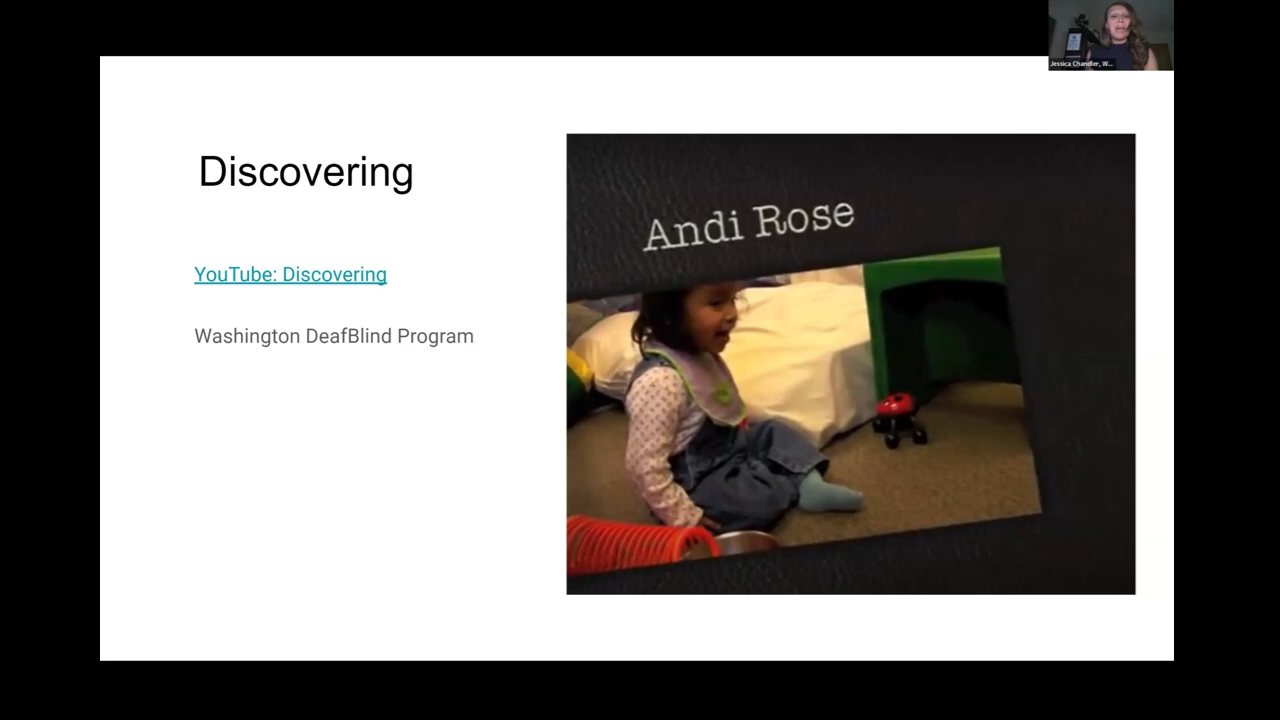 Jessica Chandler, W...
Discovering
YouTube: Discovering
Washington DeafBlind Program
Andi Rose